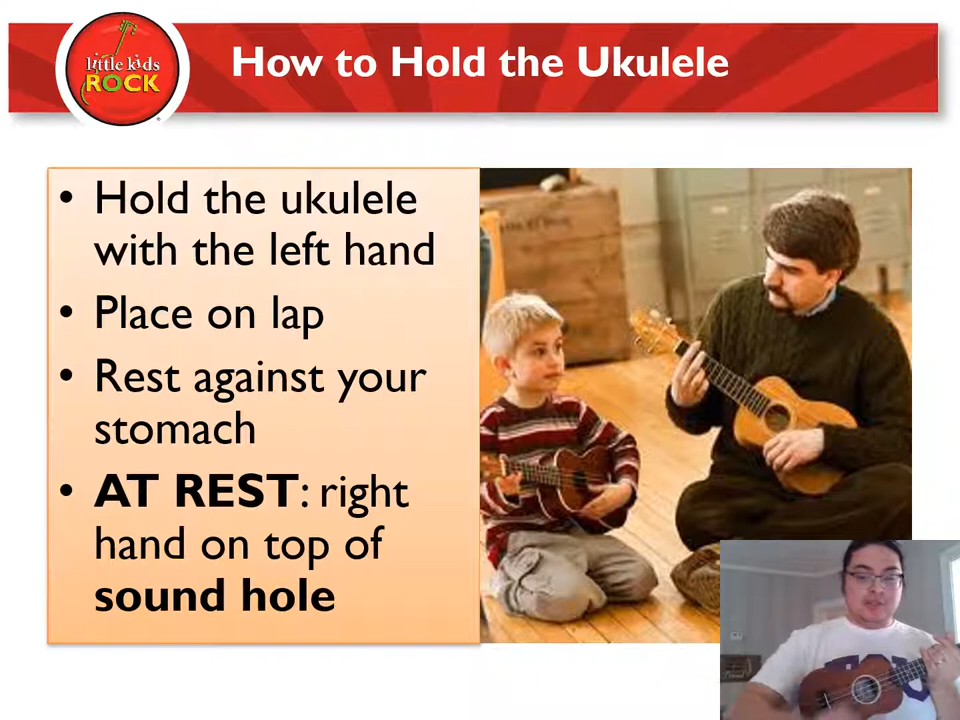 little kids
ROCK
How to Hold the Ukulele
• Hold the ukulele
with the left hand
• Place on lap
• Rest against your
stomach
• AT REST: right
hand on top of
sound hole